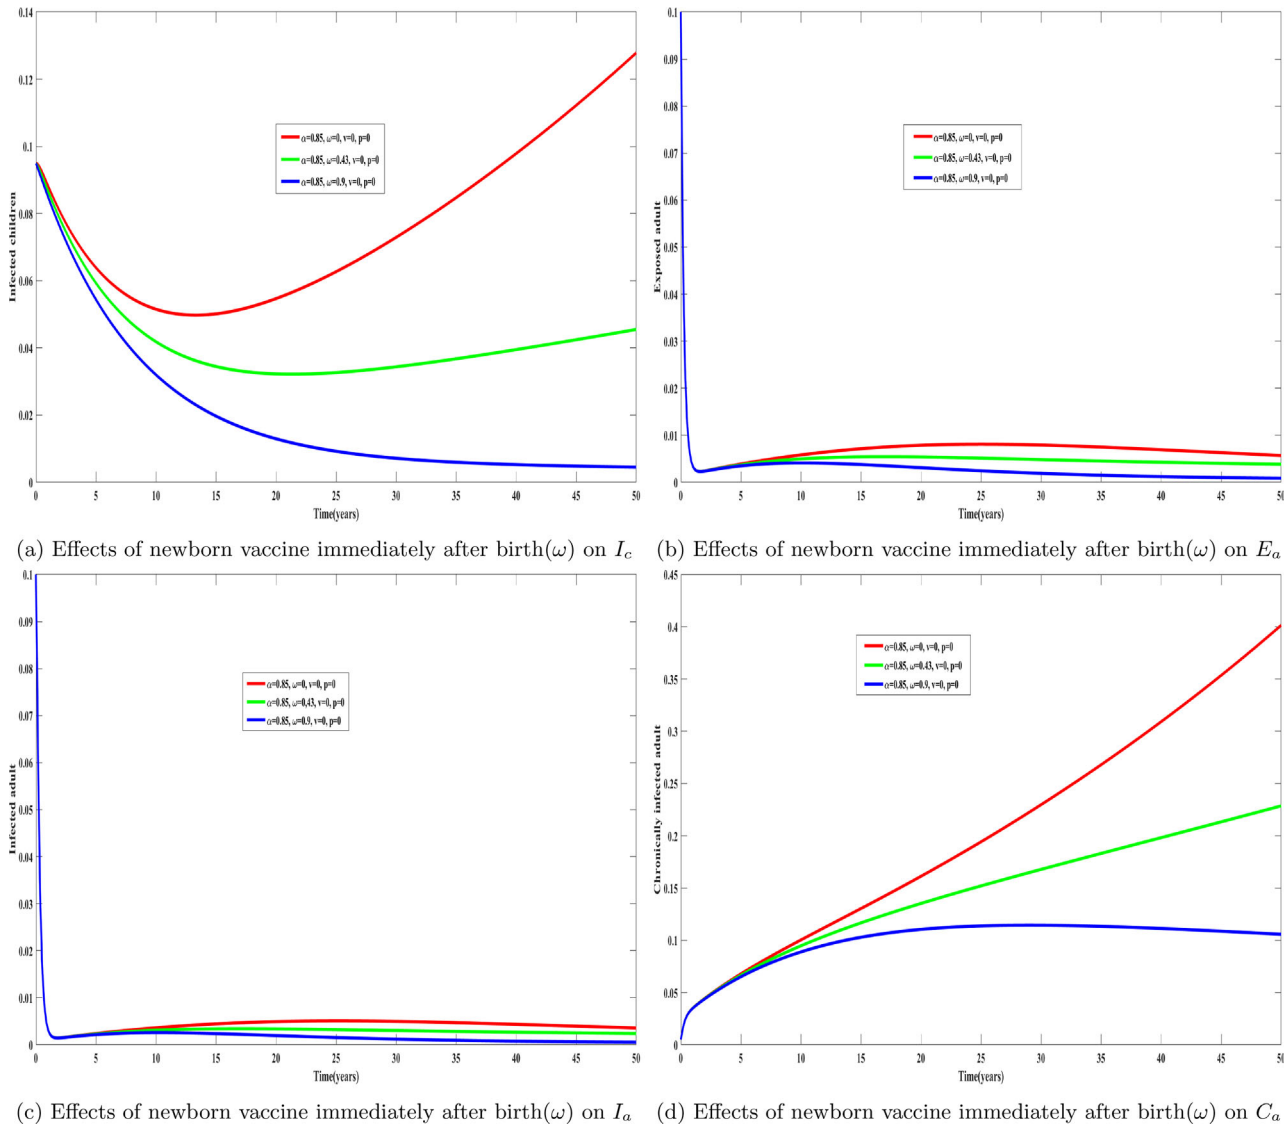 0.14
0.12
0.1
0.08
0.06
0.04
0.02
0
Infected children
α=0.85, ω=0, v=0, p=0
α=0.85, ω=0.43, v=0, p=0
α=0.85, ω=0.9, v=0, p=0
0 5 10 15 20 25 30 35 40 45 50
Time(years)
(a) Effects of newborn vaccine immediately after birth(ω) on I_c
0.1
0.09
0.08
0.07
0.06
0.05
0.04
0.03
0.02
0.01
0
Exposed adult
α=0.85, ω=0, v=0, p=0
α=0.85, ω=0.43, v=0, p=0
α=0.85, ω=0.9, v=0, p=0
0 5 10 15 20 25 30 35 40 45 50
Time(years)
(b) Effects of newborn vaccine immediately after birth(ω) on E_a
0.1
0.09
0.08
0.07
0.06
0.05
0.04
0.03
0.02
0.01
0
Infected adult
α=0.85, ω=0, v=0, p=0
α=0.85, ω=0,43, v=0, p=0
α=0.85, ω=0.9, v=0, p=0
0 5 10 15 20 25 30 35 40 45 50
Time(years)
(c) Effects of newborn vaccine immediately after birth(ω) on I_a
0.45
0.4
0.35
0.3
0.25
0.2
0.15
0.1
0.05
0
Chronically infected adult
α=0.85, ω=0, v=0, p=0
α=0.85, ω=0.43, v=0, p=0
α=0.85, ω=0.9, v=0, p=0
0 5 10 15 20 25 30 35 40 45 50
Time(years)
(d) Effects of newborn vaccine immediately after birth(ω) on C_a